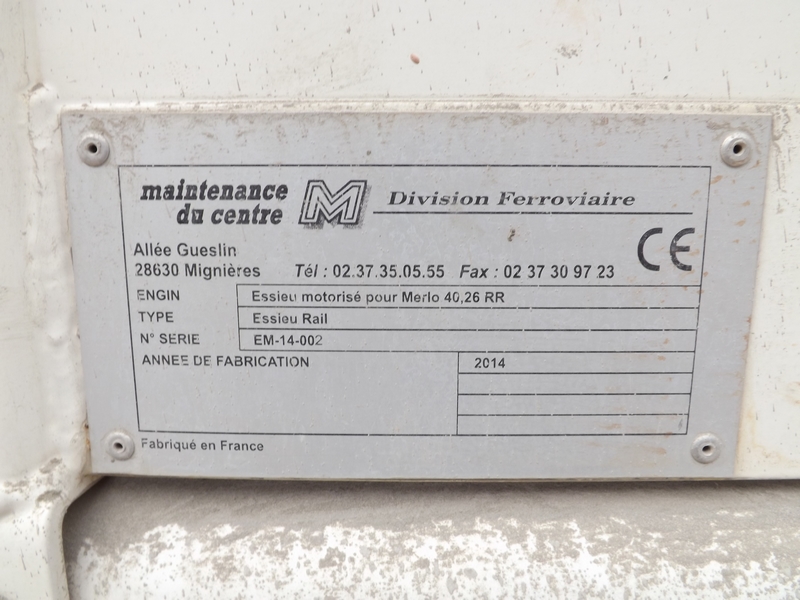 maintenance
du centre
M
Division Ferroviaire
CE
Allée Gueslin
28630 Mignières Tél : 02.37.35.05.55 Fax : 02 37 30 97 23
ENGIN Essieu motorisé pour Merlo 40,26 RR
TYPE Essieu Rail
N° SERIE EM-14-002
ANNEE DE FABRICATION 2014
Fabriqué en France